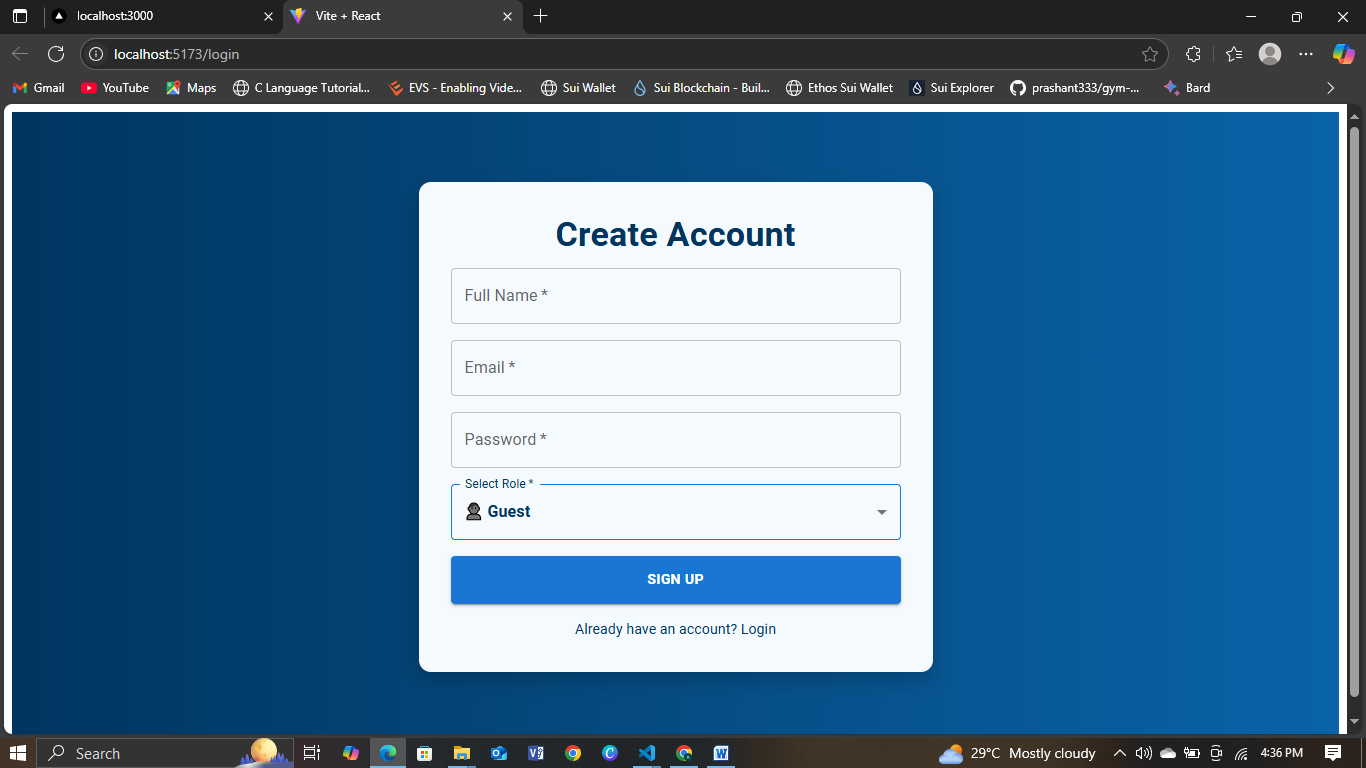 localhost:3000
Vite + React
localhost:5173/login
Gmail
YouTube
Maps
C Language Tutorial...
EVS - Enabling Vide...
Sui Wallet
Sui Blockchain - Buil...
Ethos Sui Wallet
Sui Explorer
prashant333/gym-...
Bard
Create Account
Full Name *
Email *
Password *
Select Role *
Guest
SIGN UP
Already have an account? Login
Search
29°C Mostly cloudy
4:36 PM